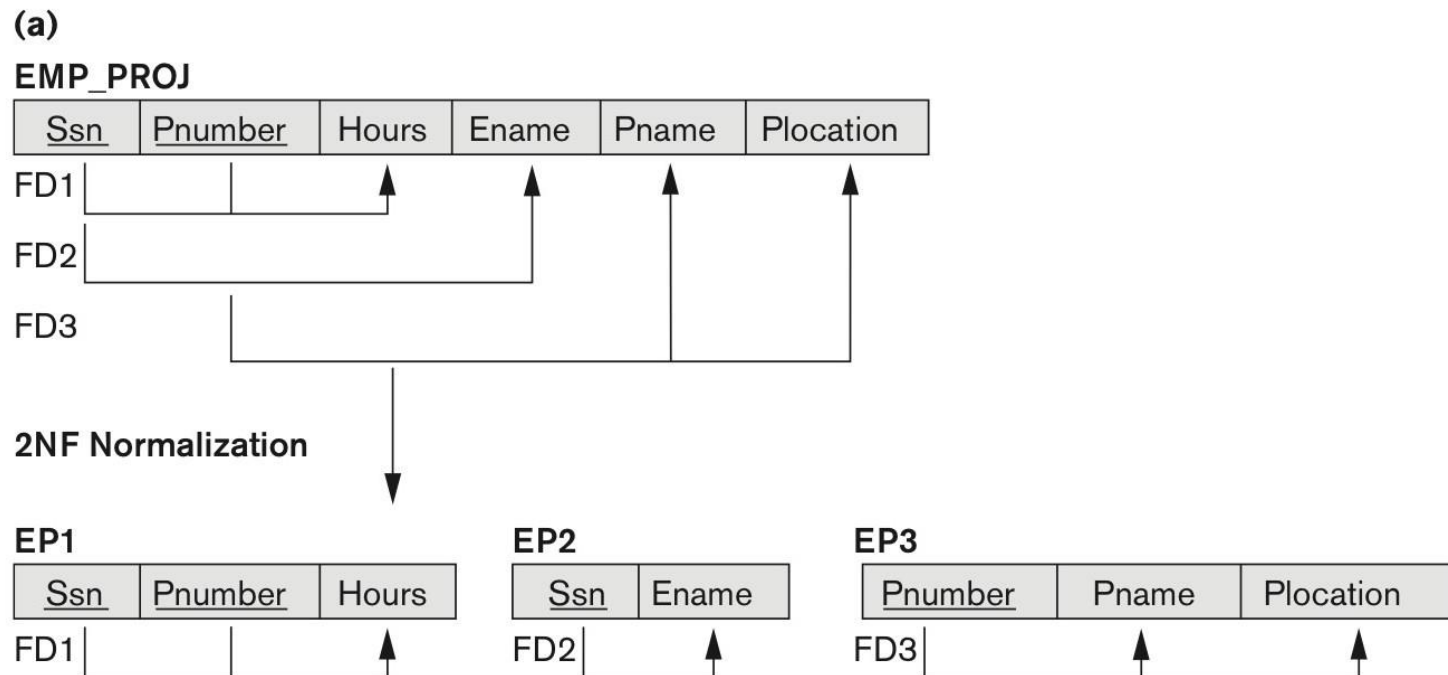 (a)
EMP_PROJ
Ssn Pnumber Hours Ename Pname Plocation
FD1
FD2
FD3
2NF Normalization
EP1 EP2 EP3
Ssn Pnumber Hours Ssn Ename Pnumber Pname Plocation
FD1 FD2 FD3